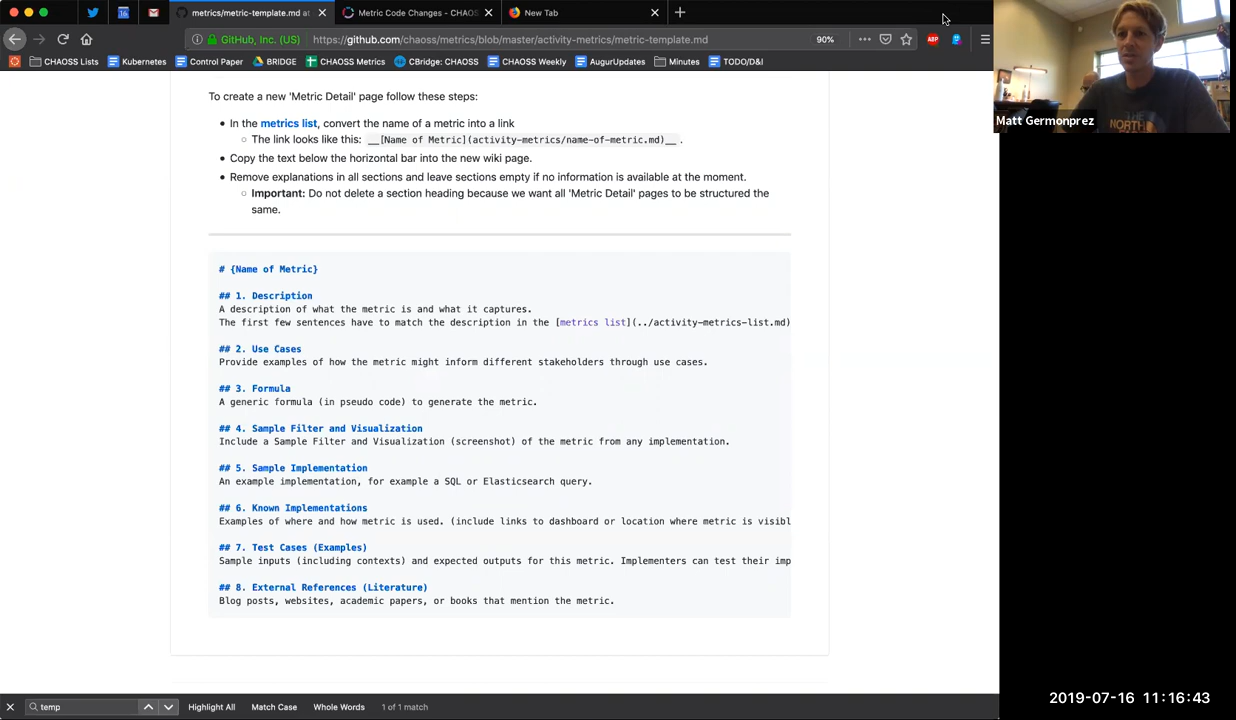 metrics/metric-template.md at
Metric Code Changes - CHAOS
New Tab
GitHub, Inc. (US)
https://github.com/chaoss/metrics/blob/master/activity-metrics/metric-template.md
90%
ABP
CHAOSS Lists
Kubernetes
Control Paper
BRIDGE
CHAOSS Metrics
CBridge: CHAOSS
CHAOSS Weekly
AugurUpdates
Minutes
TODO/D&I
Matt Germonprez
THE
NORTH
To create a new 'Metric Detail' page follow these steps:
In the metrics list, convert the name of a metric into a link
The link looks like this: __[Name of Metric](activity-metrics/name-of-metric.md)__ .
Copy the text below the horizontal bar into the new wiki page.
Remove explanations in all sections and leave sections empty if no information is available at the moment.
Important: Do not delete a section heading because we want all 'Metric Detail' pages to be structured the
same.
# {Name of Metric}
## 1. Description
A description of what the metric is and what it captures.
The first few sentences have to match the description in the [metrics list](../activity-metrics-list.md)
## 2. Use Cases
Provide examples of how the metric might inform different stakeholders through use cases.
## 3. Formula
A generic formula (in pseudo code) to generate the metric.
## 4. Sample Filter and Visualization
Include a Sample Filter and Visualization (screenshot) of the metric from any implementation.
## 5. Sample Implementation
An example implementation, for example a SQL or Elasticsearch query.
## 6. Known Implementations
Examples of where and how metric is used. (include links to dashboard or location where metric is visibl
## 7. Test Cases (Examples)
Sample inputs (including contexts) and expected outputs for this metric. Implementers can test their imp
## 8. External References (Literature)
Blog posts, websites, academic papers, or books that mention the metric.
temp
Highlight All
Match Case
Whole Words
1 of 1 match
2019-07-16 11:16:43